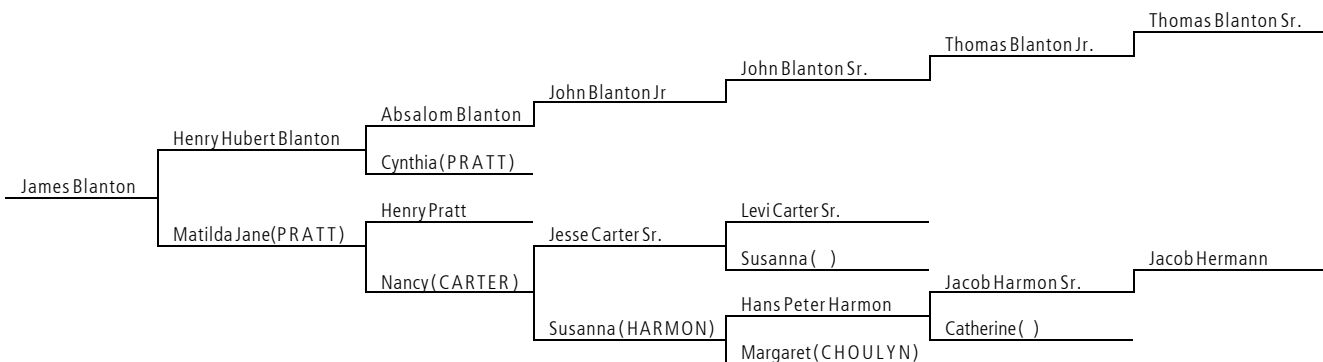 Thomas Blanton Sr.
Thomas Blanton Jr.
John Blanton Sr.
John Blanton Jr
Absalom Blanton
Henry Hubert Blanton
Cynthia (PRATT)
James Blanton
Henry Pratt
Levi Carter Sr.
Matilda Jane (PRATT)
Jesse Carter Sr.
Susanna ( )
Jacob Hermann
Nancy (CARTER)
Jacob Harmon Sr.
Hans Peter Harmon
Susanna (HARMON)
Catherine ( )
Margaret (CHOULYN)